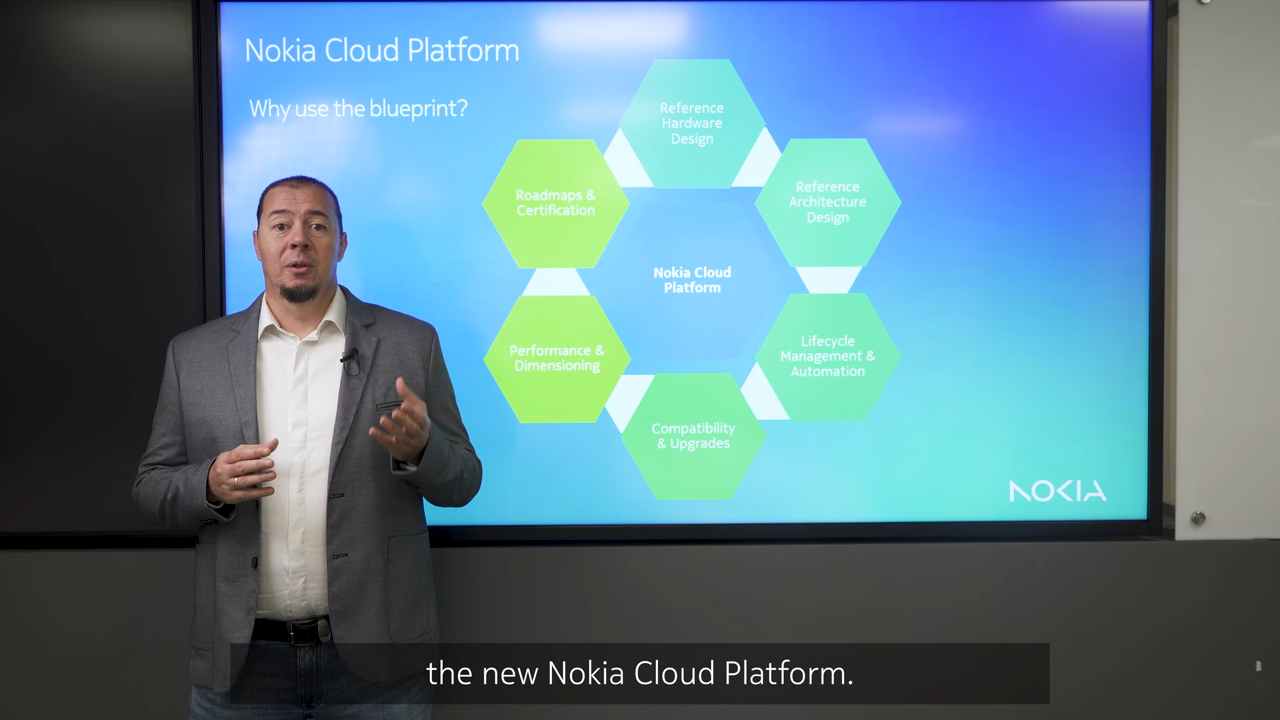 Nokia Cloud Platform
Why use the blueprint?
Reference
Hardware
Design
Reference
Architecture
Design
Lifecycle
Management &
Automation
Compatibility
& Upgrades
Performance &
Dimensioning
Roadmaps &
Certification
Nokia Cloud
Platform
NOKIA
the new Nokia Cloud Platform.